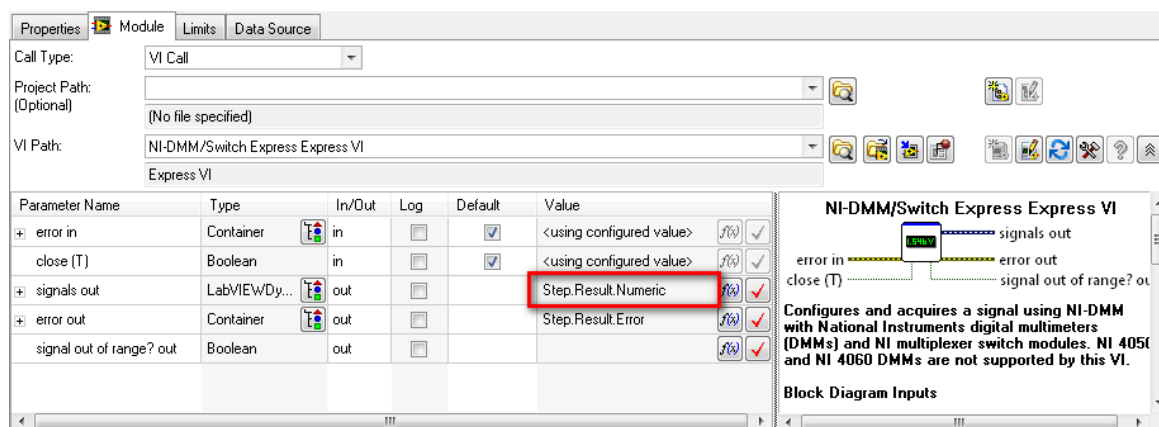 Properties Module Limits Data Source
Call Type: VI Call
Project Path:
(Optional)
(No file specified)
VI Path: NI-DMM/Switch Express Express VI
Express VI
Parameter Name Type In/Out Log Default Value
error in Container in <using configured value> f(x)
close (T) Boolean in <using configured value> f(x)
signals out LabVIEWDy... out Step.Result.Numeric f(x)
error out Container out Step.Result.Error f(x)
signal out of range? out Boolean out f(x)
NI-DMM/Switch Express Express VI
1.546 V
signals out
error in error out
close (T) signal out of range? ou
Configures and acquires a signal using NI-DMM
with National Instruments digital multimeters
(DMMs) and NI multiplexer switch modules. NI 4050
and NI 4060 DMMs are not supported by this VI.
Block Diagram Inputs